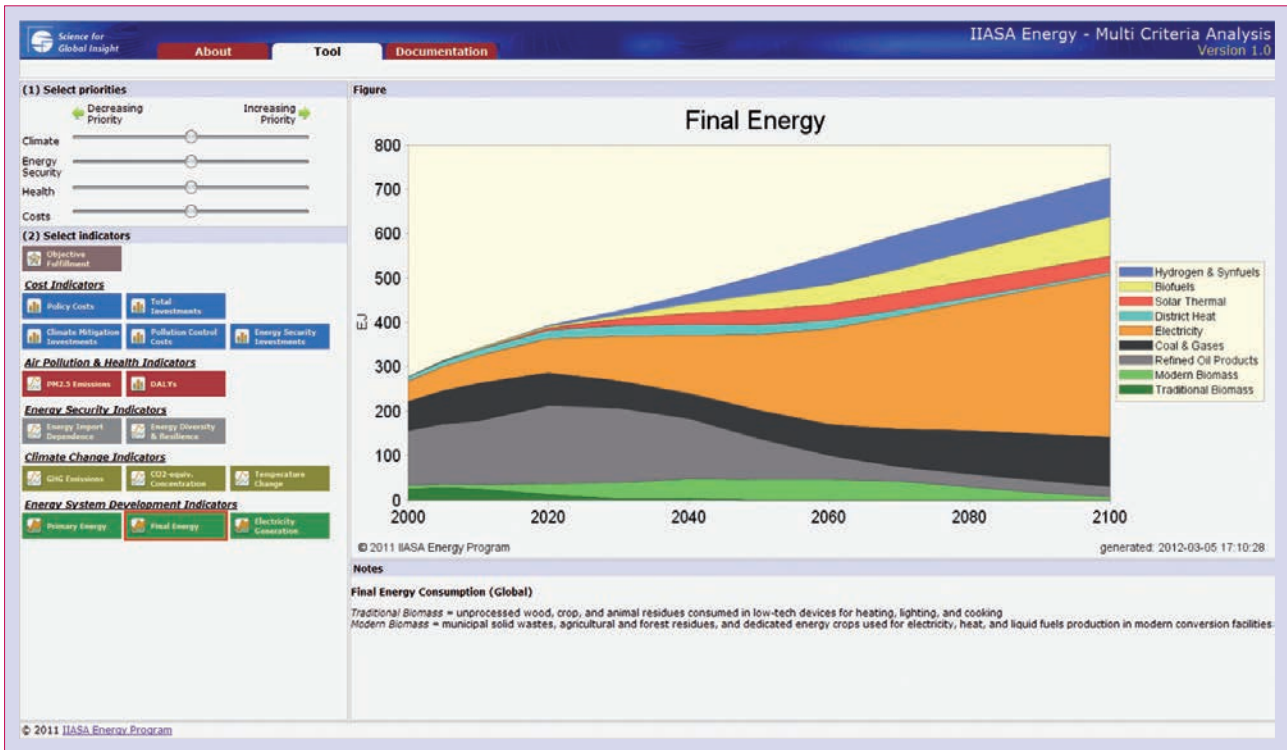 Science for
Global Insight
About
Tool
Documentation
IIASA Energy - Multi Criteria Analysis
Version 1.0
(1) Select priorities
Decreasing
Priority
Increasing
Priority
Climate
Energy
Security
Health
Costs
(2) Select indicators
Objective
Fulfillment
Cost Indicators
Policy Costs
Total
Investments
Climate Mitigation
Investments
Pollution Control
Costs
Energy Security
Investments
Air Pollution & Health Indicators
PM2.5 Emissions
DALYs
Energy Security Indicators
Energy Import
Dependence
Energy Diversity
& Resilience
Climate Change Indicators
GHG Emissions
CO2-equiv.
Concentration
Temperature
Change
Energy System Development Indicators
Primary Energy
Final Energy
Electricity
Generation
Figure
Final Energy
800
700
600
500
400
300
200
100
0
EJ
2000
2020
2040
2060
2080
2100
Hydrogen & Synfuels
Biofuels
Solar Thermal
District Heat
Electricity
Coal & Gases
Refined Oil Products
Modern Biomass
Traditional Biomass
© 2011 IIASA Energy Program
generated: 2012-03-05 17:10:28
Notes
Final Energy Consumption (Global)
Traditional Biomass = unprocessed wood, crop, and animal residues consumed in low-tech devices for heating, lighting, and cooking
Modern Biomass = municipal solid wastes, agricultural and forest residues, and dedicated energy crops used for electricity, heat, and liquid fuels production in modern conversion facilities
© 2011 IIASA Energy Program